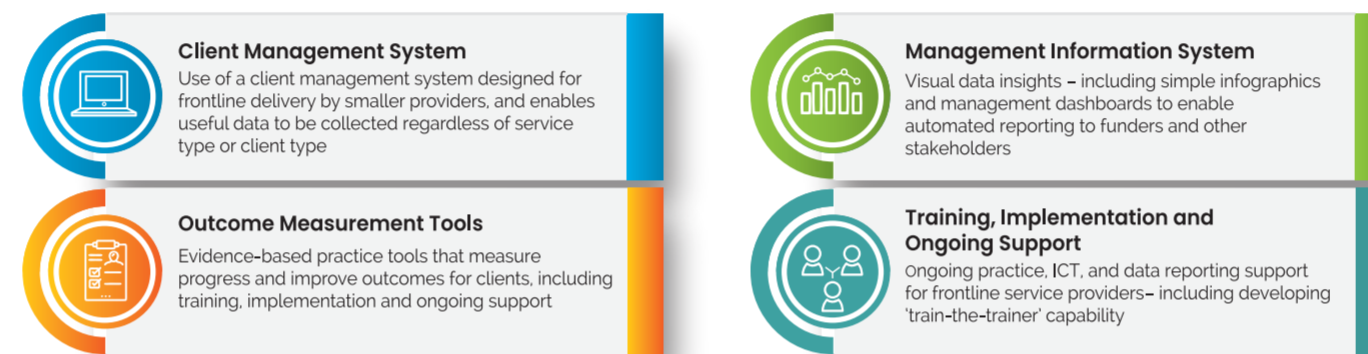 Client Management System
Use of a client management system designed for
frontline delivery by smaller providers, and enables
useful data to be collected regardless of service
type or client type
Management Information System
Visual data insights – including simple infographics
and management dashboards to enable
automated reporting to funders and other
stakeholders
Outcome Measurement Tools
Evidence-based practice tools that measure
progress and improve outcomes for clients, including
training, implementation and ongoing support
Training, Implementation and
Ongoing Support
Ongoing practice, ICT, and data reporting support
for frontline service providers– including developing
'train-the-trainer' capability